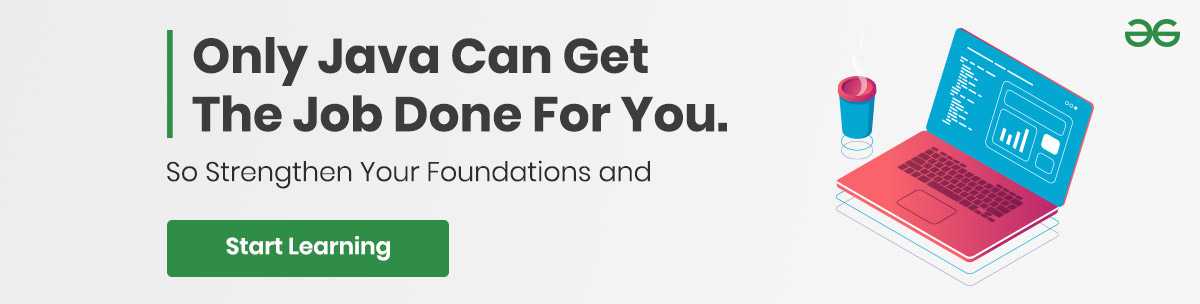 Only Java Can Get
The Job Done For You.
So Strengthen Your Foundations and
Start Learning